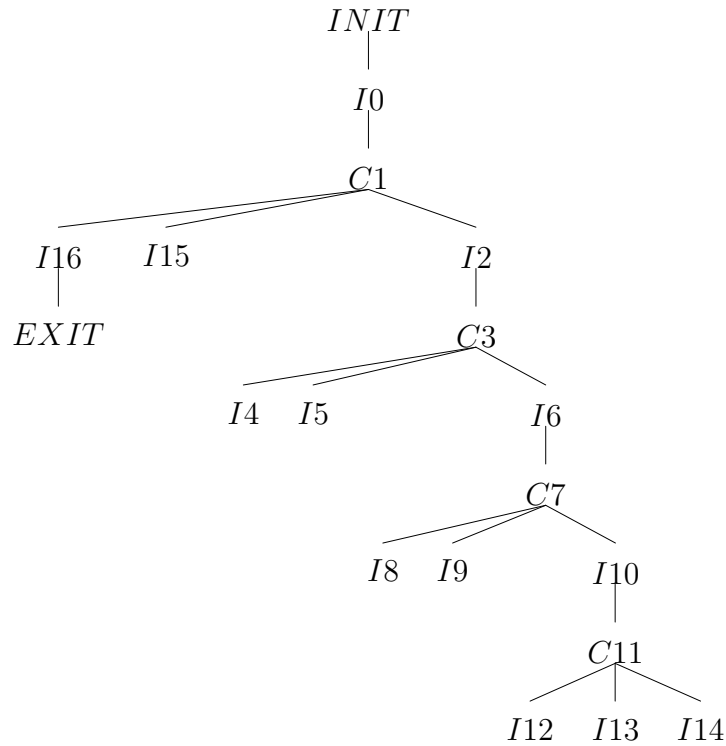 INIT
I0
C1
I16 I15 I2
EXIT C3
I4 I5 I6
C7
I8 I9 I10
C11
I12 I13 I14